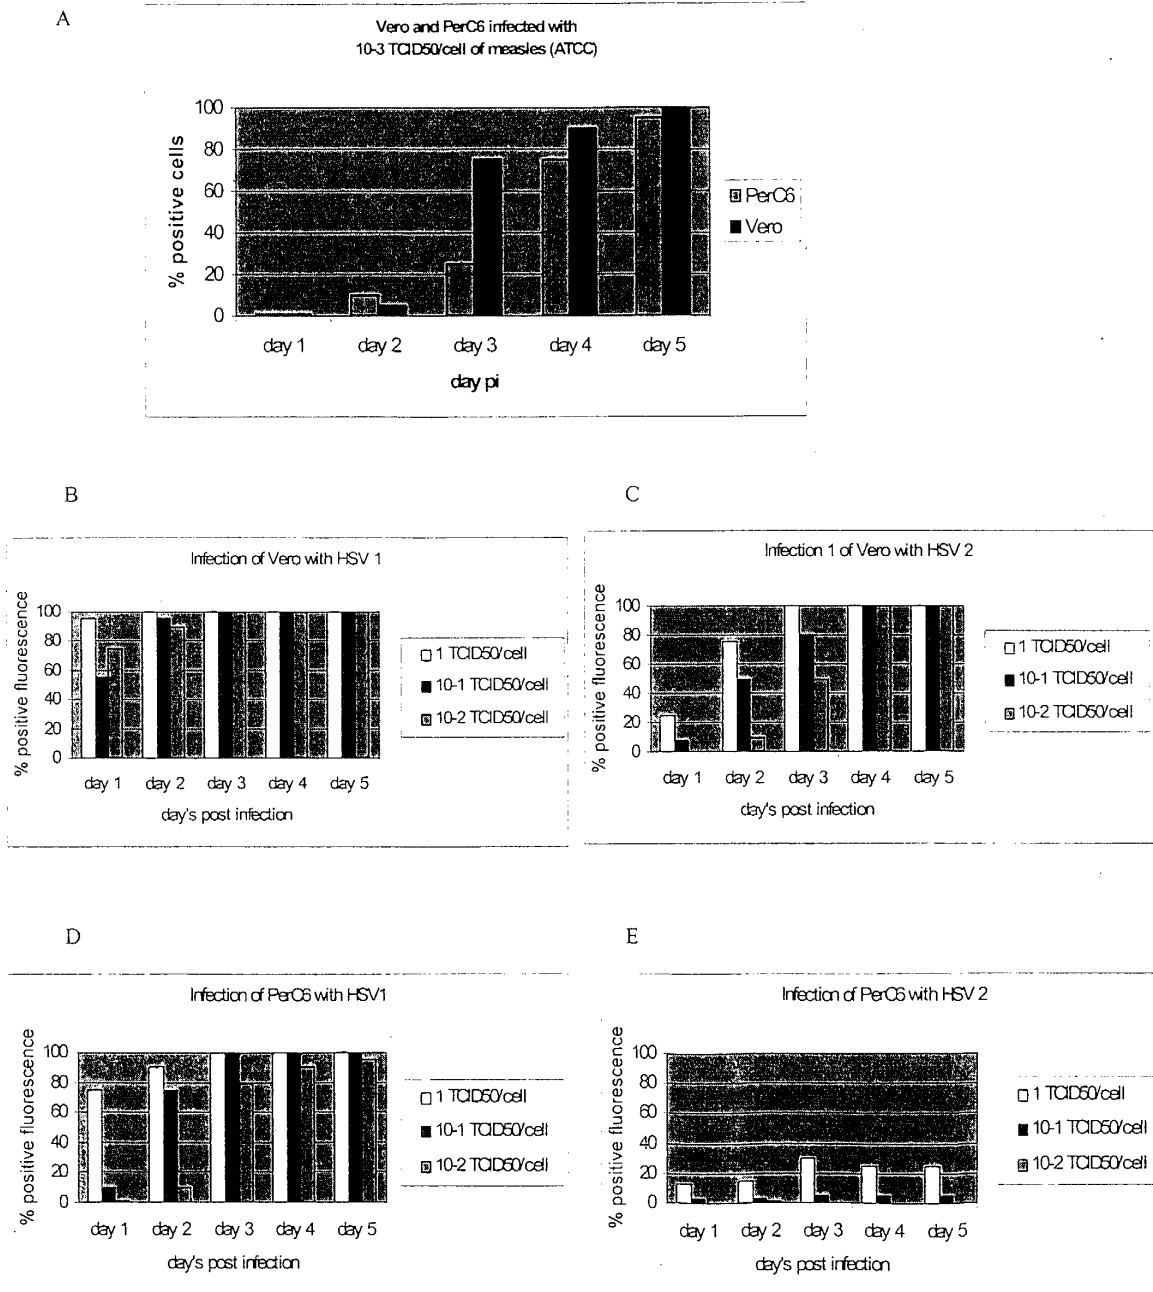 A
Vero and PerC6 infected with
10-3 TCID50/cell of measles (ATCC)
% positive cells
100
80
60
40
20
0
day 1 day 2 day 3 day 4 day 5
day pi
PerC6
Vero
B
Infection of Vero with HSV 1
% positive fluorescence
100
80
60
40
20
0
day 1 day 2 day 3 day 4 day 5
day's post infection
1 TCID50/cell
10-1 TCID50/cell
10-2 TCID50/cell
C
Infection 1 of Vero with HSV 2
% positive fluorescence
100
80
60
40
20
0
day 1 day 2 day 3 day 4 day 5
day's post infection
1 TCID50/cell
10-1 TCID50/cell
10-2 TCID50/cell
D
Infection of PerC6 with HSV1
% positive fluorescence
100
80
60
40
20
0
day 1 day 2 day 3 day 4 day 5
day's post infection
1 TCID50/cell
10-1 TCID50/cell
10-2 TCID50/cell
E
Infection of PerC6 with HSV 2
% positive fluorescence
100
80
60
40
20
0
day 1 day 2 day 3 day 4 day 5
day's post infection
1 TCID50/cell
10-1 TCID50/cell
10-2 TCID50/cell